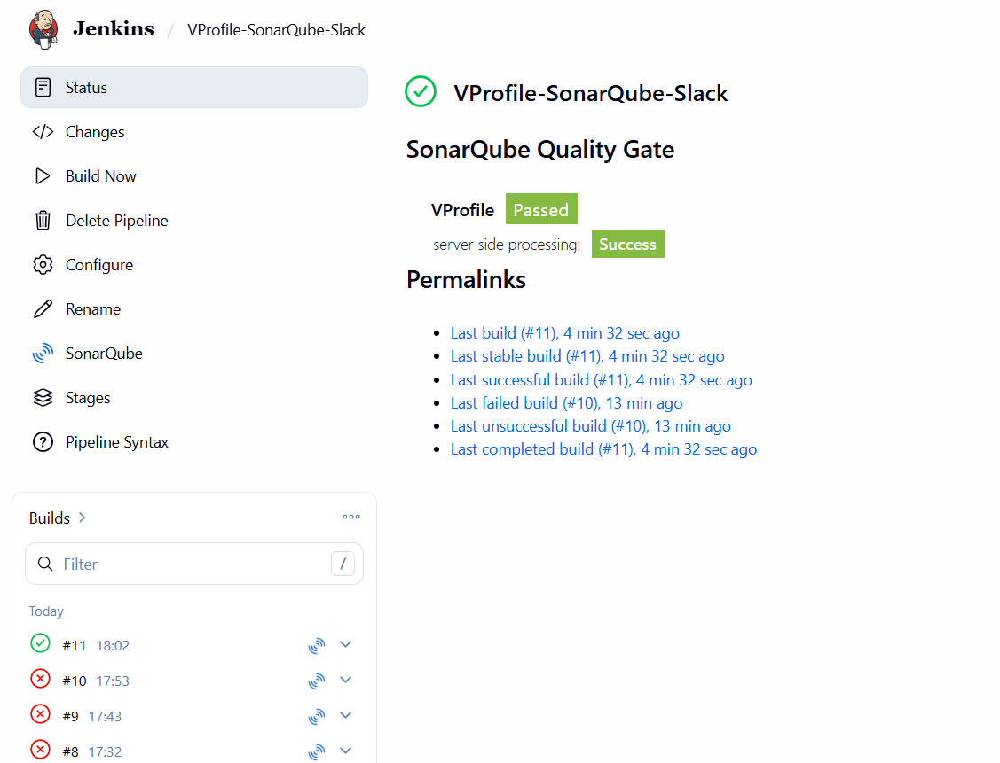 Jenkins / VProfile-SonarQube-Slack
Status
Changes
Build Now
Delete Pipeline
Configure
Rename
SonarQube
Stages
Pipeline Syntax
Builds
Filter /
Today
#11 18:02
#10 17:53
#9 17:43
#8 17:32
VProfile-SonarQube-Slack
SonarQube Quality Gate
VProfile Passed
server-side processing: Success
Permalinks
Last build (#11), 4 min 32 sec ago
Last stable build (#11), 4 min 32 sec ago
Last successful build (#11), 4 min 32 sec ago
Last failed build (#10), 13 min ago
Last unsuccessful build (#10), 13 min ago
Last completed build (#11), 4 min 32 sec ago